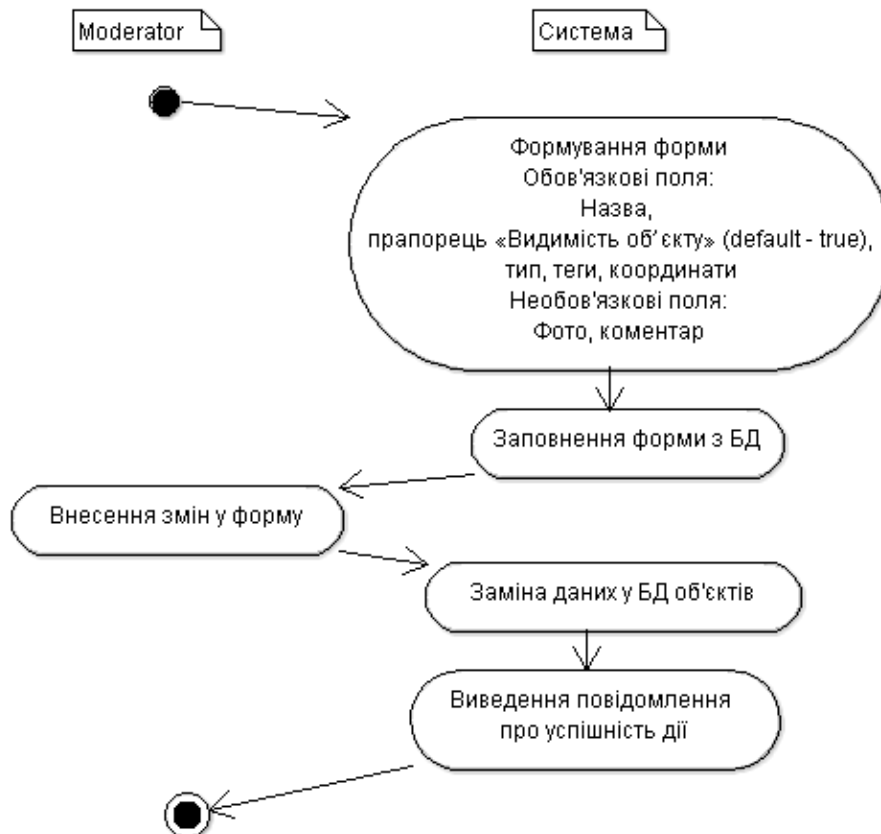 Moderator
Система
Формування форми
Обов'язкові поля:
Назва,
прапорець «Видимість об’єкту» (default - true),
тип, теги, координати
Необов'язкові поля:
Фото, коментар
Заповнення форми з БД
Внесення змін у форму
Заміна даних у БД об'єктів
Виведення повідомлення
про успішність дії